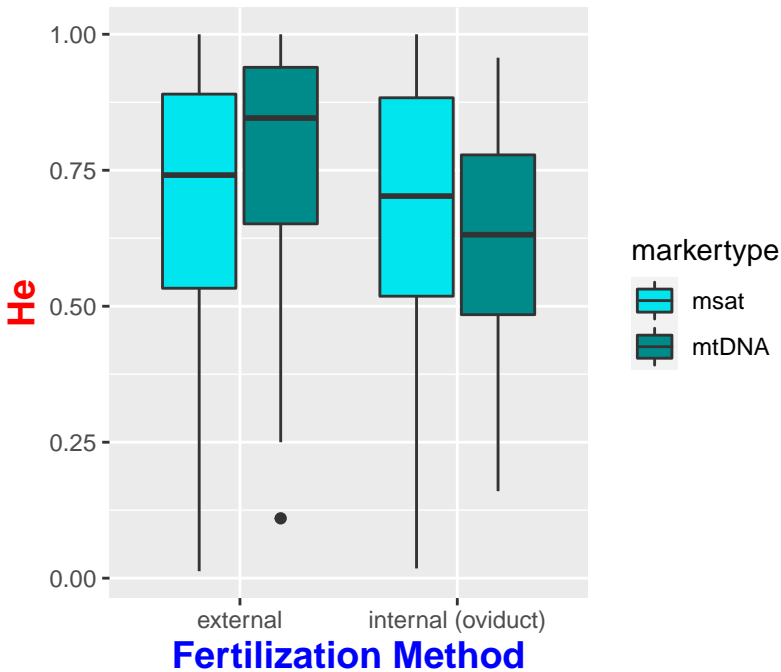 1.00
0.75
0.50
0.25
0.00
He
external
internal (oviduct)
Fertilization Method
markertype
msat
mtDNA